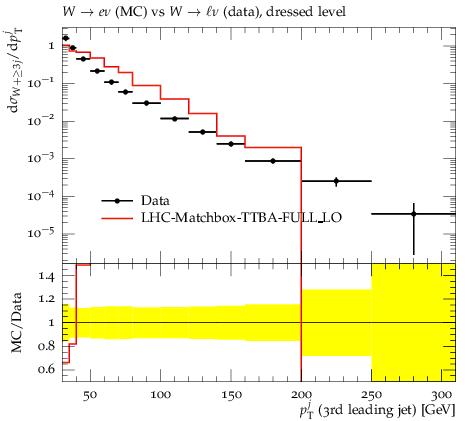 W → eν (MC) vs W → ℓν (data), dressed level
dσ_{W+≥3j}/dp_T^j
1
10^{−1}
10^{−2}
10^{−3}
10^{−4}
10^{−5}
Data
LHC-Matchbox-TTBA-FULL_LO
MC/Data
1.4
1.2
1
0.8
0.6
50
100
150
200
250
300
p_T^j (3rd leading jet) [GeV]